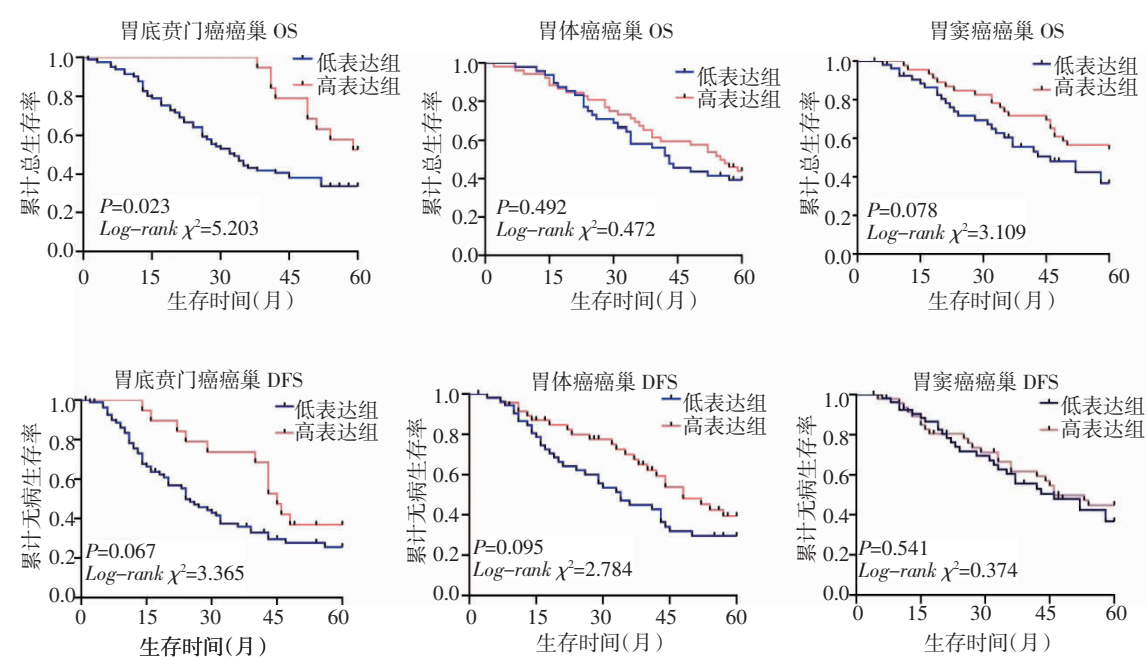 胃底贲门癌癌巢 OS
1.0
0.8
0.6
0.4
0.2
0.0
累计总生存率
低表达组
高表达组
P=0.023
Log-rank χ²=5.203
0 15 30 45 60
生存时间(月)
胃体癌癌巢 OS
1.0
0.8
0.6
0.4
0.2
0.0
累计总生存率
低表达组
高表达组
P=0.492
Log-rank χ²=0.472
0 15 30 45 60
生存时间(月)
胃窦癌癌巢 OS
1.0
0.8
0.6
0.4
0.2
0.0
累计总生存率
低表达组
高表达组
P=0.078
Log-rank χ²=3.109
0 15 30 45 60
生存时间(月)
胃底贲门癌癌巢 DFS
1.0
0.8
0.6
0.4
0.2
0.0
累计无病生存率
低表达组
高表达组
P=0.067
Log-rank χ²=3.365
0 15 30 45 60
生存时间(月)
胃体癌癌巢 DFS
1.0
0.8
0.6
0.4
0.2
0.0
累计无病生存率
低表达组
高表达组
P=0.095
Log-rank χ²=2.784
0 15 30 45 60
生存时间(月)
胃窦癌癌巢 DFS
1.0
0.8
0.6
0.4
0.2
0.0
累计无病生存率
低表达组
高表达组
P=0.541
Log-rank χ²=0.374
0 15 30 45 60
生存时间(月)